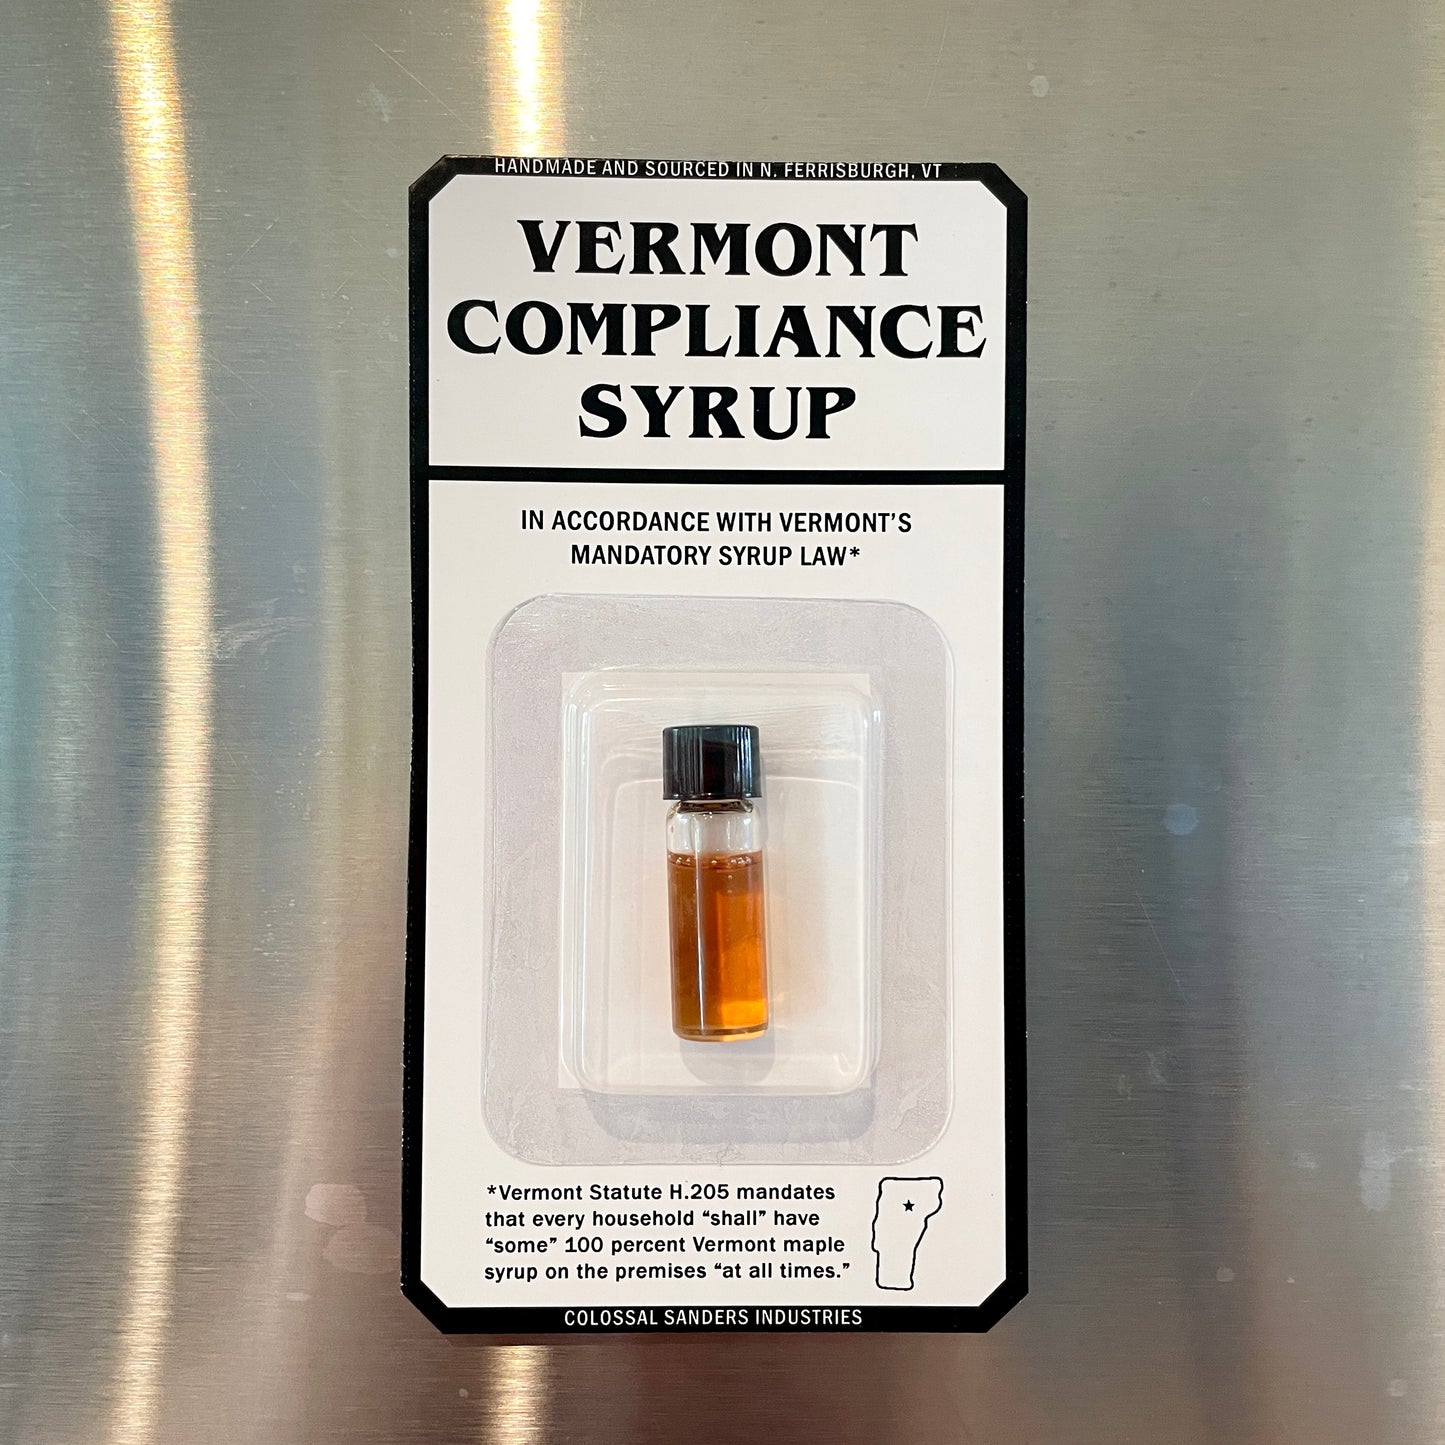 HANDMADE AND SOURCED IN N. FERRISBURGH, VT
VERMONT
COMPLIANCE
SYRUP
IN ACCORDANCE WITH VERMONT’S
MANDATORY SYRUP LAW*
*Vermont Statute H.205 mandates
that every household “shall” have
“some” 100 percent Vermont maple
syrup on the premises “at all times.”
COLOSSAL SANDERS INDUSTRIES